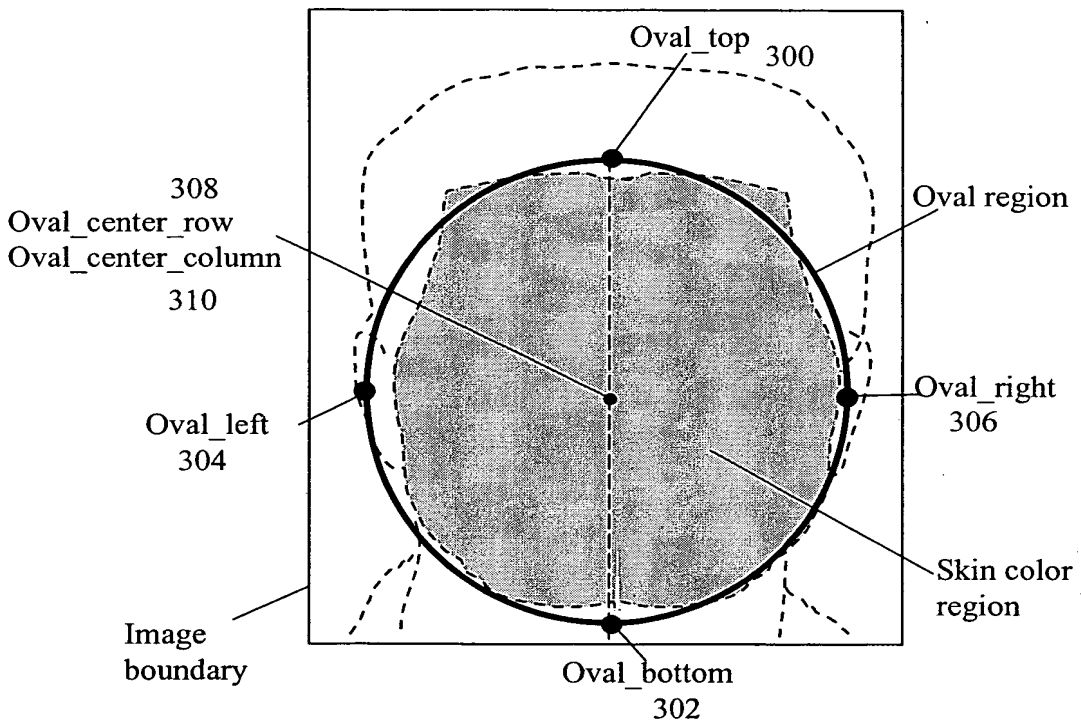 Oval_top
300
308
Oval_center_row
Oval_center_column
310
Oval region
Oval_left
304
Oval_right
306
Skin color
region
Image
boundary
Oval_bottom
302